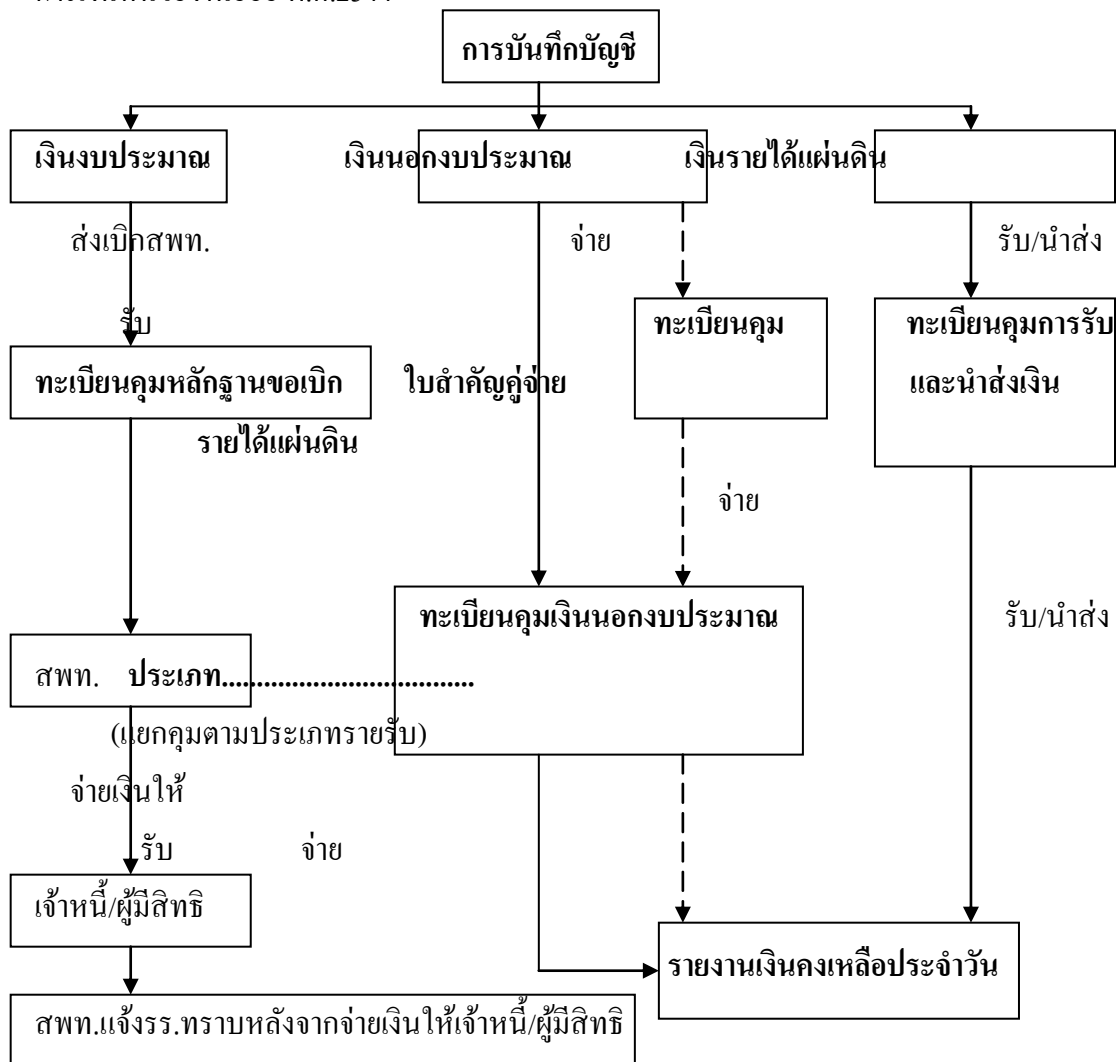 การบันทึกบัญชี
เงินงบประมาณ เงินนอกงบประมาณ เงินรายได้แผ่นดิน
ส่งเบิกสพท. จ่าย รับ/นำส่ง
รับ ทะเบียนคุม ทะเบียนคุมการรับ
ทะเบียนคุมหลักฐานขอเบิก ใบสำคัญคู่จ่าย และนำส่งเงิน
รายได้แผ่นดิน
จ่าย
ทะเบียนคุมเงินนอกงบประมาณ รับ/นำส่ง
สพท. ประเภท....................................
(แยกคุมตามประเภทรายรับ)
จ่ายเงินให้
รับ จ่าย
เจ้าหนี้/ผู้มีสิทธิ
รายงานเงินคงเหลือประจำวัน
สพท.แจ้งรร.ทราบหลังจากจ่ายเงินให้เจ้าหนี้/ผู้มีสิทธิ